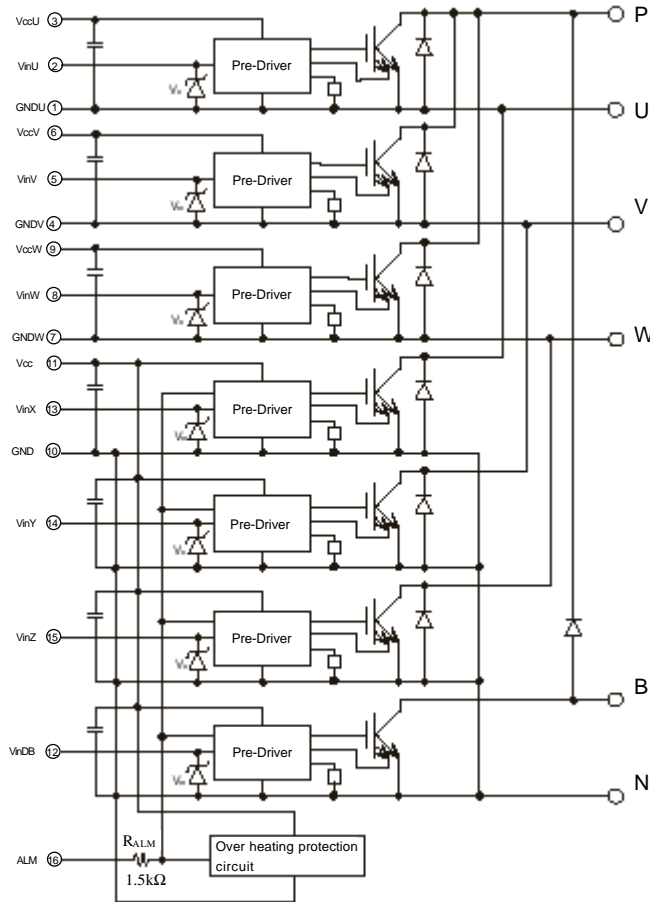 VccU 3 P
VinU 2 Pre-Driver
GNDU 1 U
VccV 6
VinV 5 Pre-Driver
GNDV 4 V
VccW 9
VinW 8 Pre-Driver
GNDW 7 W
Vcc 11
VinX 13 Pre-Driver
GND 10
VinY 14 Pre-Driver
VinZ 15 Pre-Driver
B
VinDB 12 Pre-Driver
N
RALM
Over heating protection
ALM 16
circuit
1.5kΩ